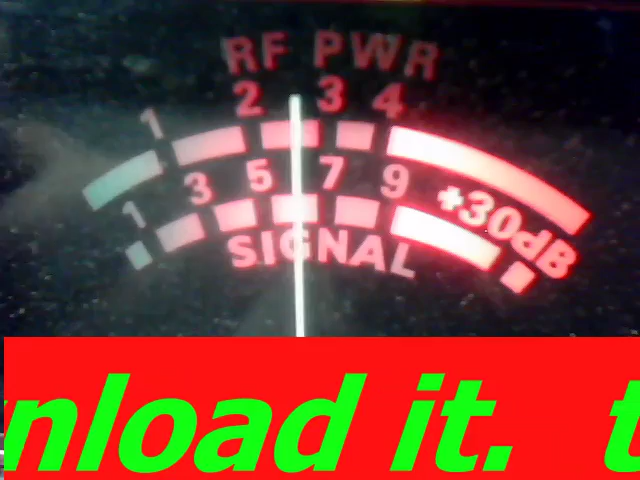 RF PWR
1 2 3 4
1 3 5 7 9 +30dB
SIGNAL
nload it. t